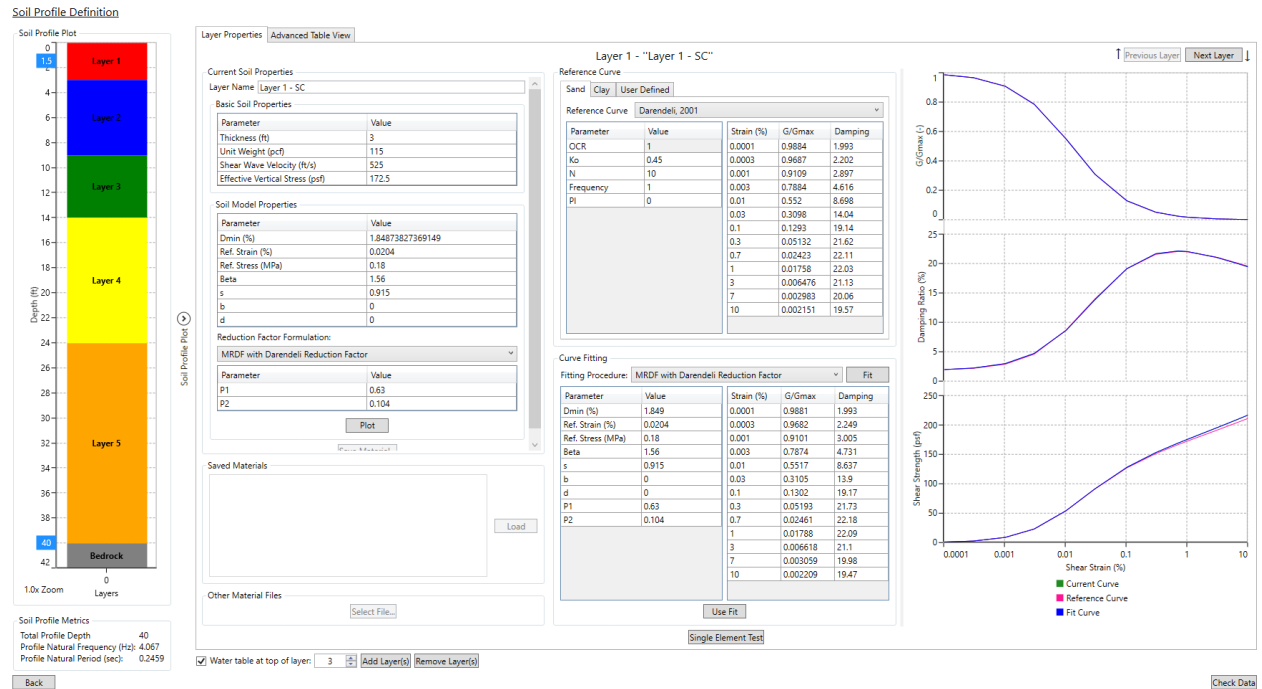 Soil Profile Definition
Soil Profile Plot
0
1.5
2
4
6
8
10
12
14
16
18
20
22
24
26
28
30
32
34
36
38
40
42
Depth (ft)
Layer 1
Layer 2
Layer 3
Layer 4
Layer 5
Bedrock
0
1.0x Zoom Layers
Soil Profile Metrics
Total Profile Depth 40
Profile Natural Frequency (Hz): 4.067
Profile Natural Period (sec): 0.2459
Back
Soil Profile Plot
Layer Properties Advanced Table View
Layer 1 - "Layer 1 - SC"
Previous Layer Next Layer
Current Soil Properties
Layer Name Layer 1 - SC
Basic Soil Properties
Parameter Value
Thickness (ft) 3
Unit Weight (pcf) 115
Shear Wave Velocity (ft/s) 525
Effective Vertical Stress (psf) 172.5
Soil Model Properties
Parameter Value
Dmin (%) 1.84873827369149
Ref. Strain (%) 0.0204
Ref. Stress (MPa) 0.18
Beta 1.56
s 0.915
b 0
d 0
Reduction Factor Formulation:
MRDF with Darendeli Reduction Factor
Parameter Value
P1 0.63
P2 0.104
Plot
Save Material
Saved Materials
Load
Other Material Files
Select File...
Water table at top of layer: 3 Add Layer(s) Remove Layer(s)
Reference Curve
Sand Clay User Defined
Reference Curve Darendeli, 2001
Parameter Value
OCR 1
Ko 0.45
N 10
Frequency 1
PI 0
Strain (%) G/Gmax Damping
0.0001 0.9884 1.993
0.0003 0.9687 2.202
0.001 0.9109 2.897
0.003 0.7884 4.616
0.01 0.552 8.698
0.03 0.3098 14.04
0.1 0.1293 19.14
0.3 0.05132 21.62
0.7 0.02423 22.11
1 0.01758 22.03
3 0.006476 21.13
7 0.002983 20.06
10 0.002151 19.57
Curve Fitting
Fitting Procedure: MRDF with Darendeli Reduction Factor Fit
Parameter Value
Dmin (%) 1.849
Ref. Strain (%) 0.0204
Ref. Stress (MPa) 0.18
Beta 1.56
s 0.915
b 0
d 0
P1 0.63
P2 0.104
Strain (%) G/Gmax Damping
0.0001 0.9881 1.993
0.0003 0.9682 2.249
0.001 0.9101 3.005
0.003 0.7874 4.731
0.01 0.5517 8.637
0.03 0.3105 13.9
0.1 0.1302 19.17
0.3 0.05193 21.73
0.7 0.02461 22.18
1 0.01788 22.09
3 0.006618 21.1
7 0.003059 19.98
10 0.002209 19.47
Use Fit
Single Element Test
G/Gmax (-)
1
0.8
0.6
0.4
0.2
0
Damping Ratio (%)
25
20
15
10
5
0
Shear Strength (psf)
250
200
150
100
50
0
0.0001 0.001 0.01 0.1 1 10
Shear Strain (%)
Current Curve
Reference Curve
Fit Curve
Check Data